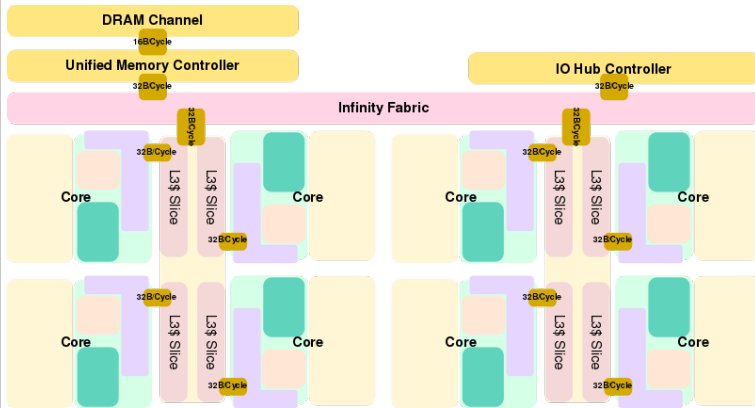 DRAM Channel
16B/Cycle
Unified Memory Controller
IO Hub Controller
32B/Cycle
32B/Cycle
Infinity Fabric
32B/Cycle
32B/Cycle
32B/Cycle
32B/Cycle
Core
L3$ Slice
L3$ Slice
Core
Core
L3$ Slice
L3$ Slice
Core
32B/Cycle
32B/Cycle
32B/Cycle
32B/Cycle
Core
L3$ Slice
L3$ Slice
Core
Core
L3$ Slice
L3$ Slice
Core
32B/Cycle
32B/Cycle